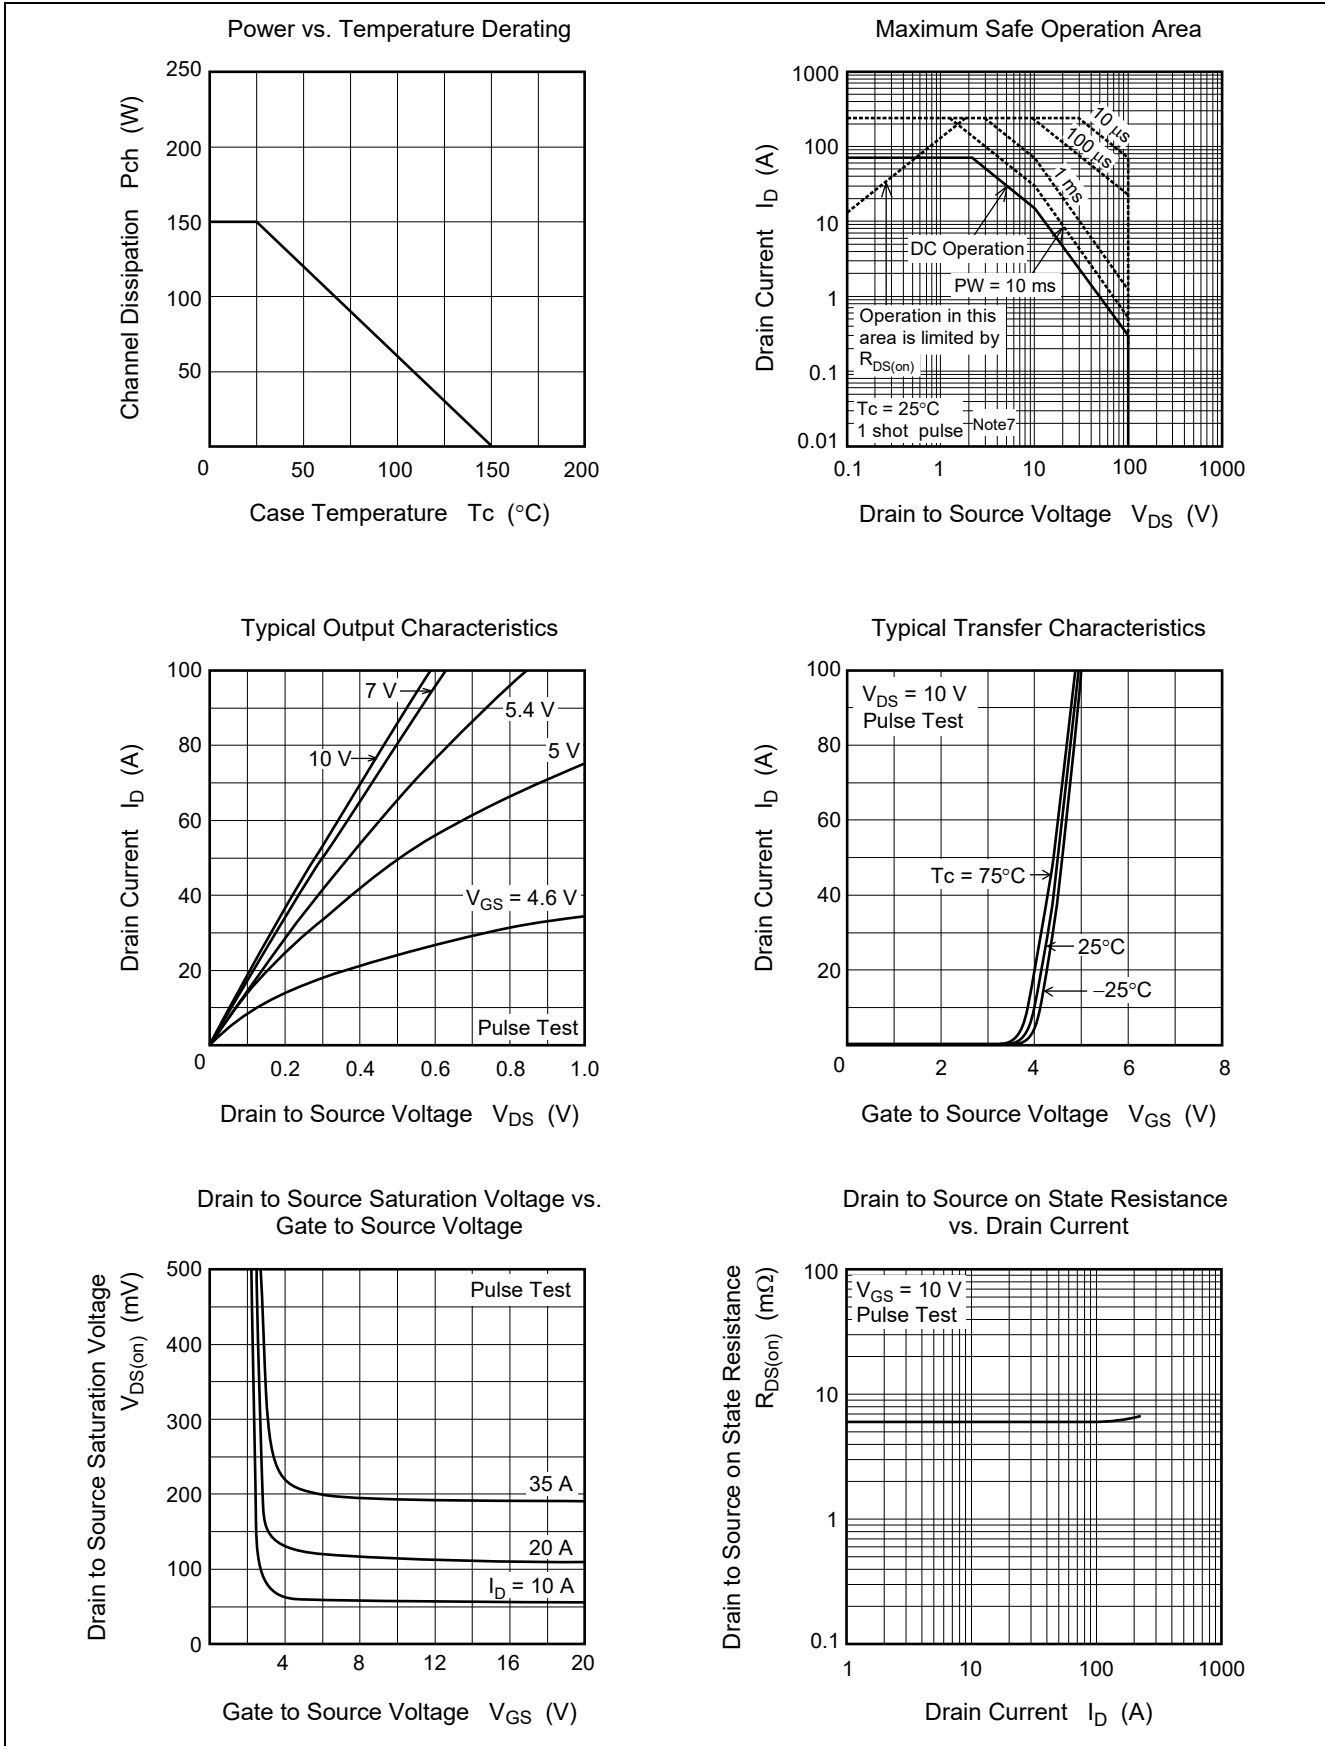 Power vs. Temperature Derating
Channel Dissipation Pch (W)
250
200
150
100
50
0
50
100
150
200
Case Temperature Tc (°C)
Maximum Safe Operation Area
Drain Current I_D (A)
1000
100
10
1
0.1
0.01
10 µs
100 µs
1 ms
DC Operation
PW = 10 ms
Operation in this
area is limited by
R_DS(on)
Tc = 25°C
1 shot pulse
Note7
0.1
1
10
100
1000
Drain to Source Voltage V_DS (V)
Typical Output Characteristics
Drain Current I_D (A)
100
80
60
40
20
0
7 V
10 V
5.4 V
5 V
V_GS = 4.6 V
Pulse Test
0.2
0.4
0.6
0.8
1.0
Drain to Source Voltage V_DS (V)
Typical Transfer Characteristics
Drain Current I_D (A)
100
80
60
40
20
0
V_DS = 10 V
Pulse Test
Tc = 75°C
25°C
–25°C
2
4
6
8
Gate to Source Voltage V_GS (V)
Drain to Source Saturation Voltage vs.
Gate to Source Voltage
Drain to Source Saturation Voltage
V_DS(on) (mV)
500
400
300
200
100
0
Pulse Test
35 A
20 A
I_D = 10 A
4
8
12
16
20
Gate to Source Voltage V_GS (V)
Drain to Source on State Resistance
vs. Drain Current
Drain to Source on State Resistance
R_DS(on) (mΩ)
100
10
1
0.1
V_GS = 10 V
Pulse Test
1
10
100
1000
Drain Current I_D (A)